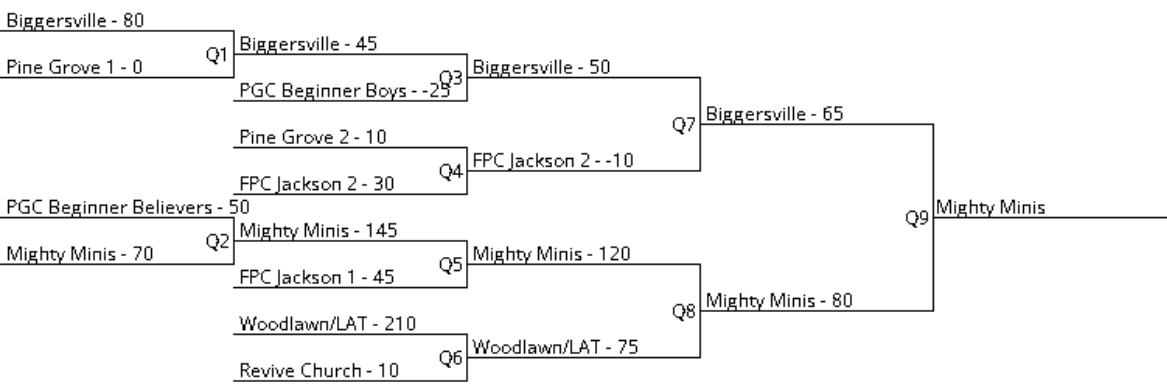 Biggersville - 80
Q1
Pine Grove 1 - 0
Biggersville - 45
Q3
PGC Beginner Boys - -25
Biggersville - 50
Q7
Pine Grove 2 - 10
Q4
FPC Jackson 2 - 30
FPC Jackson 2 - -10
Biggersville - 65
Q9
Mighty Minis
PGC Beginner Believers - 50
Q2
Mighty Minis - 70
Mighty Minis - 145
Q5
FPC Jackson 1 - 45
Mighty Minis - 120
Q8
Mighty Minis - 80
Woodlawn/LAT - 210
Q6
Revive Church - 10
Woodlawn/LAT - 75